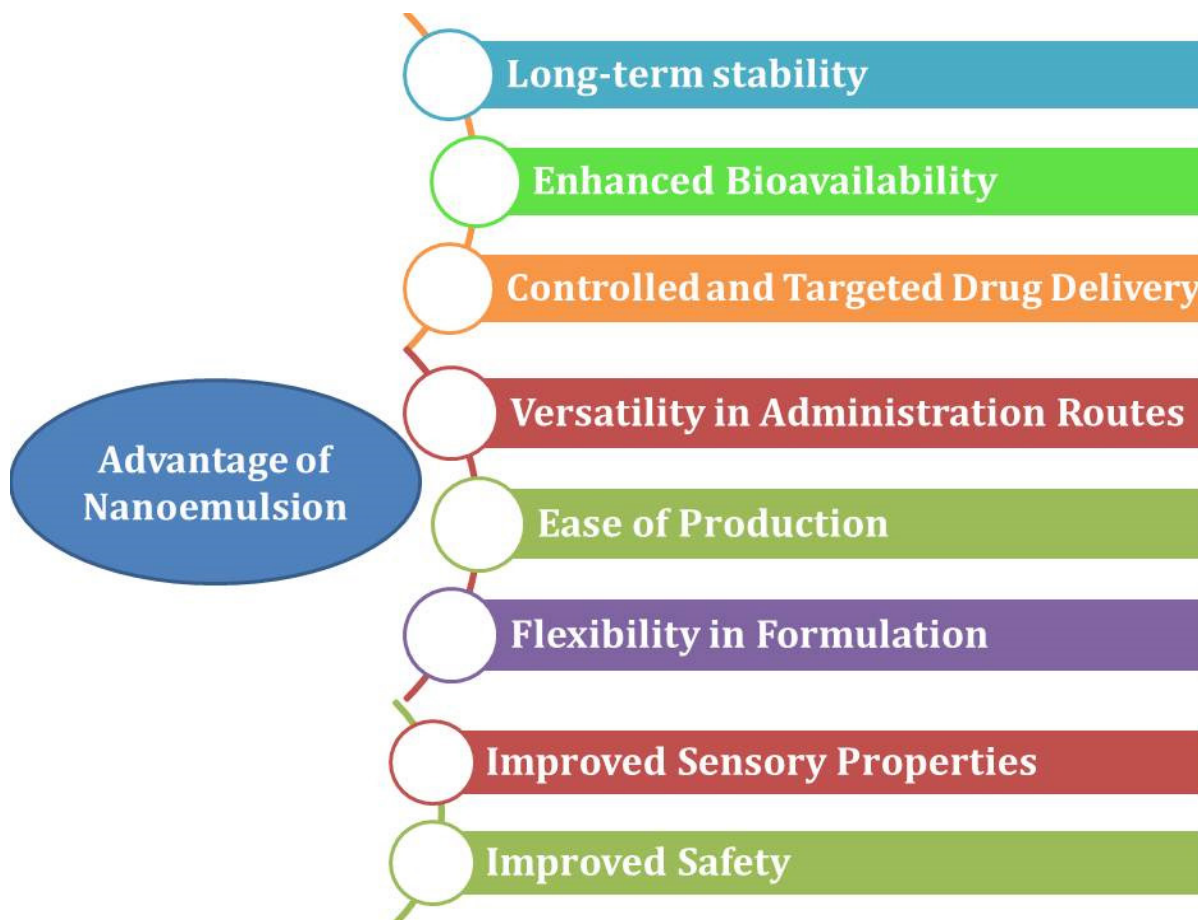 Long-term stability
Enhanced Bioavailability
Controlled and Targeted Drug Delivery
Versatility in Administration Routes
Advantage of
Nanoemulsion
Ease of Production
Flexibility in Formulation
Improved Sensory Properties
Improved Safety